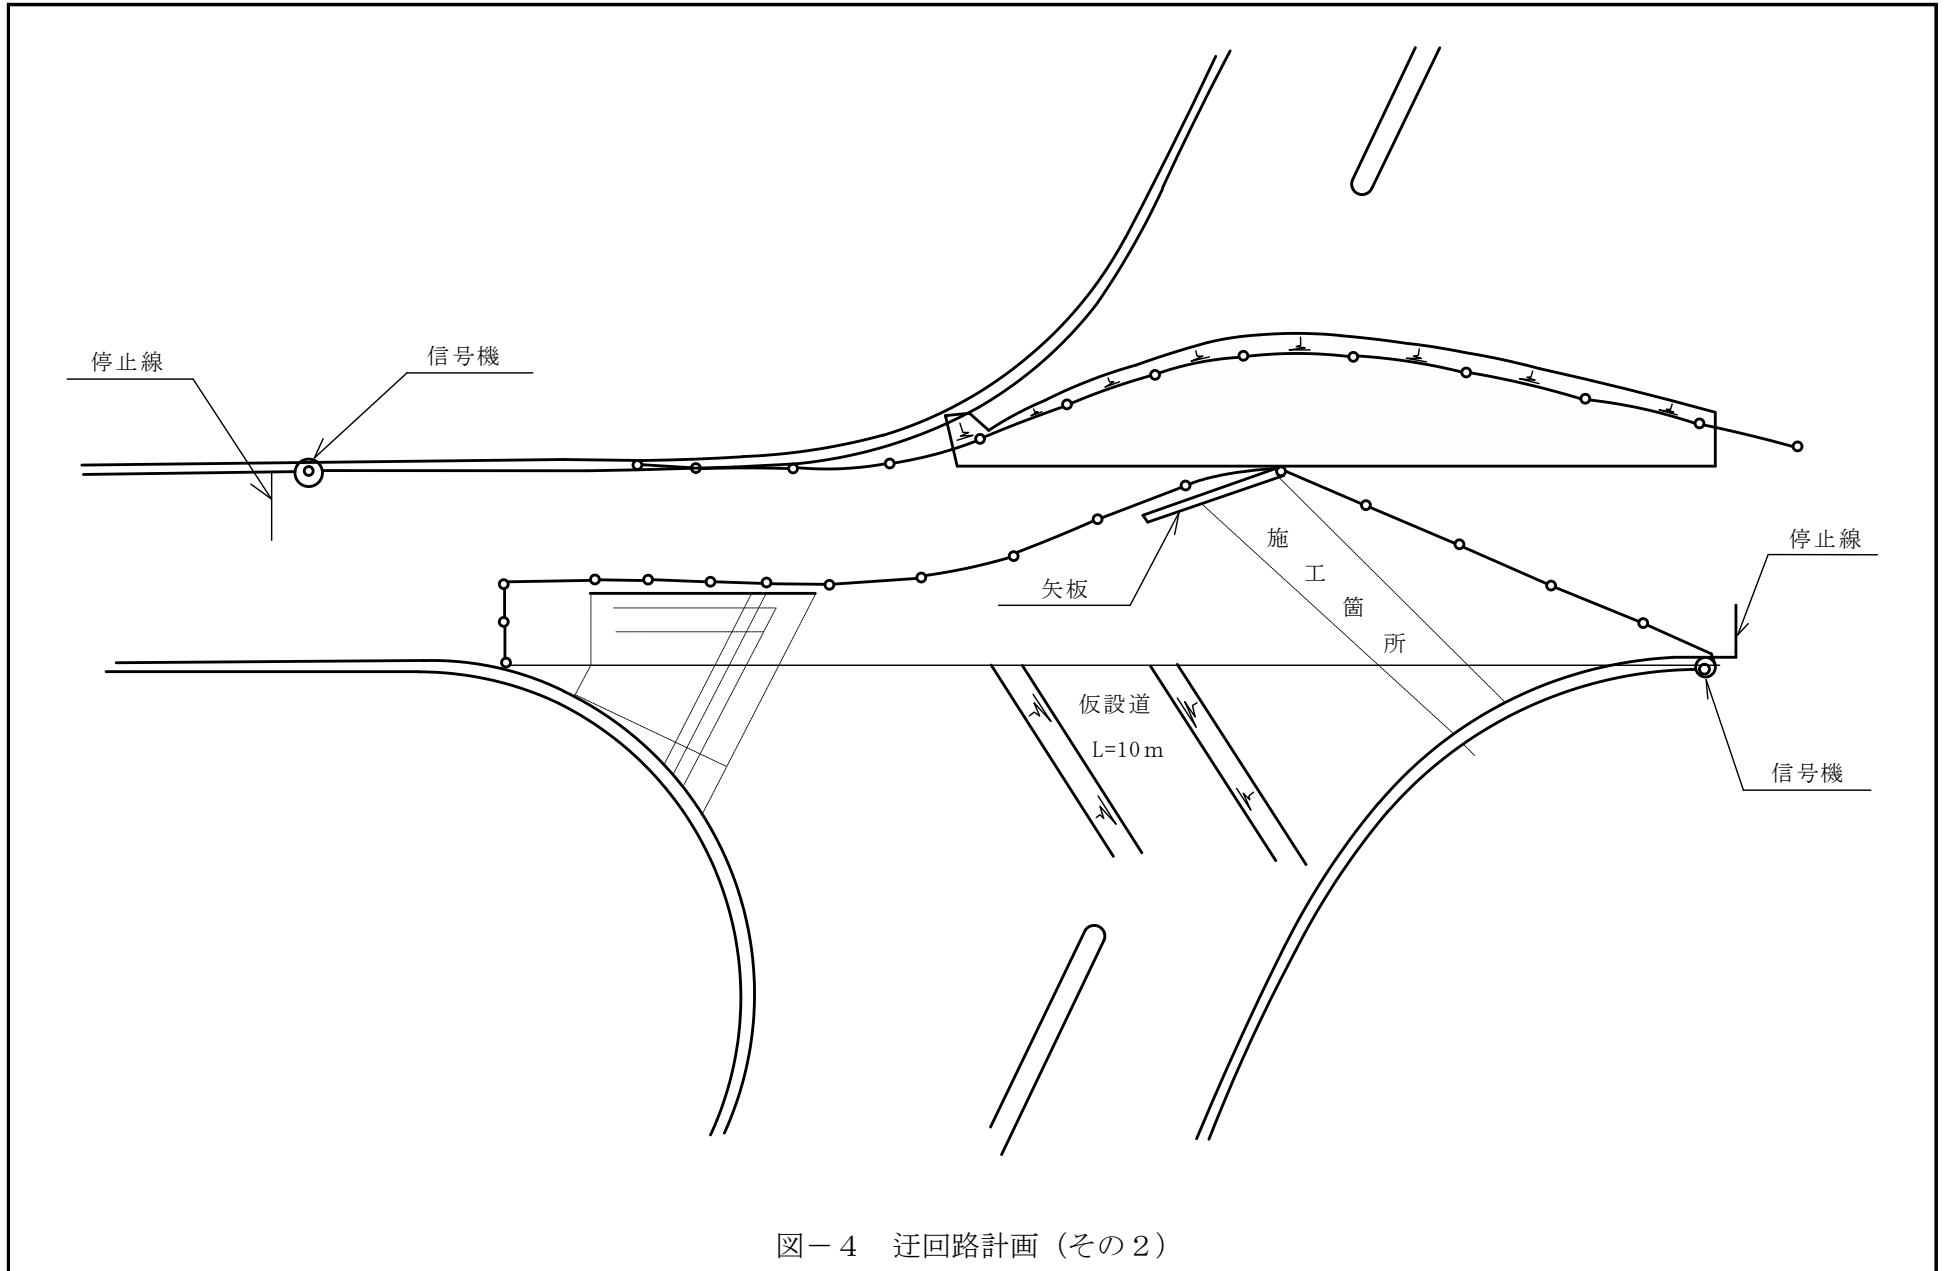 停止線
信号機
施工箇所
停止線
矢板
仮設道
L=10m
信号機
図－４　迂回路計画（その２）